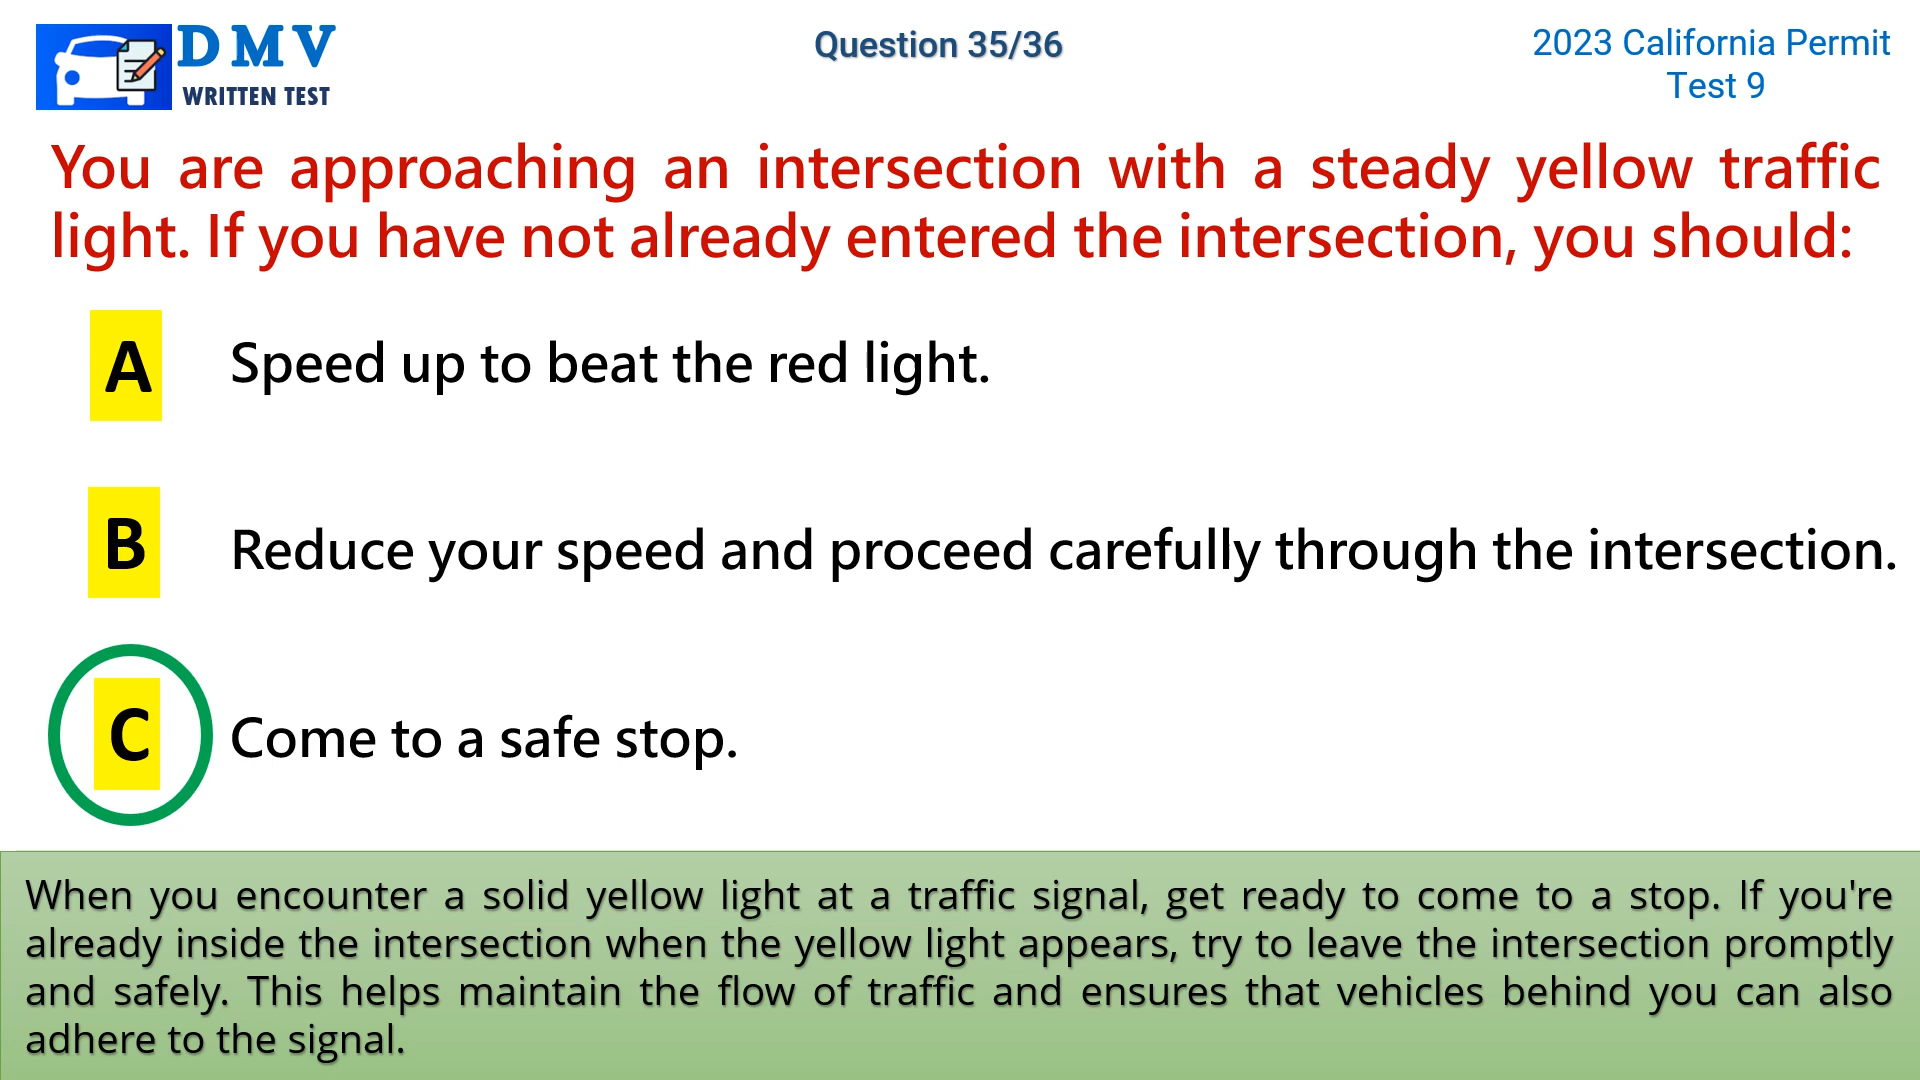 DMV
WRITTEN TEST
Question 35/36
2023 California Permit
Test 9
You are approaching an intersection with a steady yellow traffic
light. If you have not already entered the intersection, you should:
A Speed up to beat the red light.
B Reduce your speed and proceed carefully through the intersection.
C Come to a safe stop.
When you encounter a solid yellow light at a traffic signal, get ready to come to a stop. If you're
already inside the intersection when the yellow light appears, try to leave the intersection promptly
and safely. This helps maintain the flow of traffic and ensures that vehicles behind you can also
adhere to the signal.